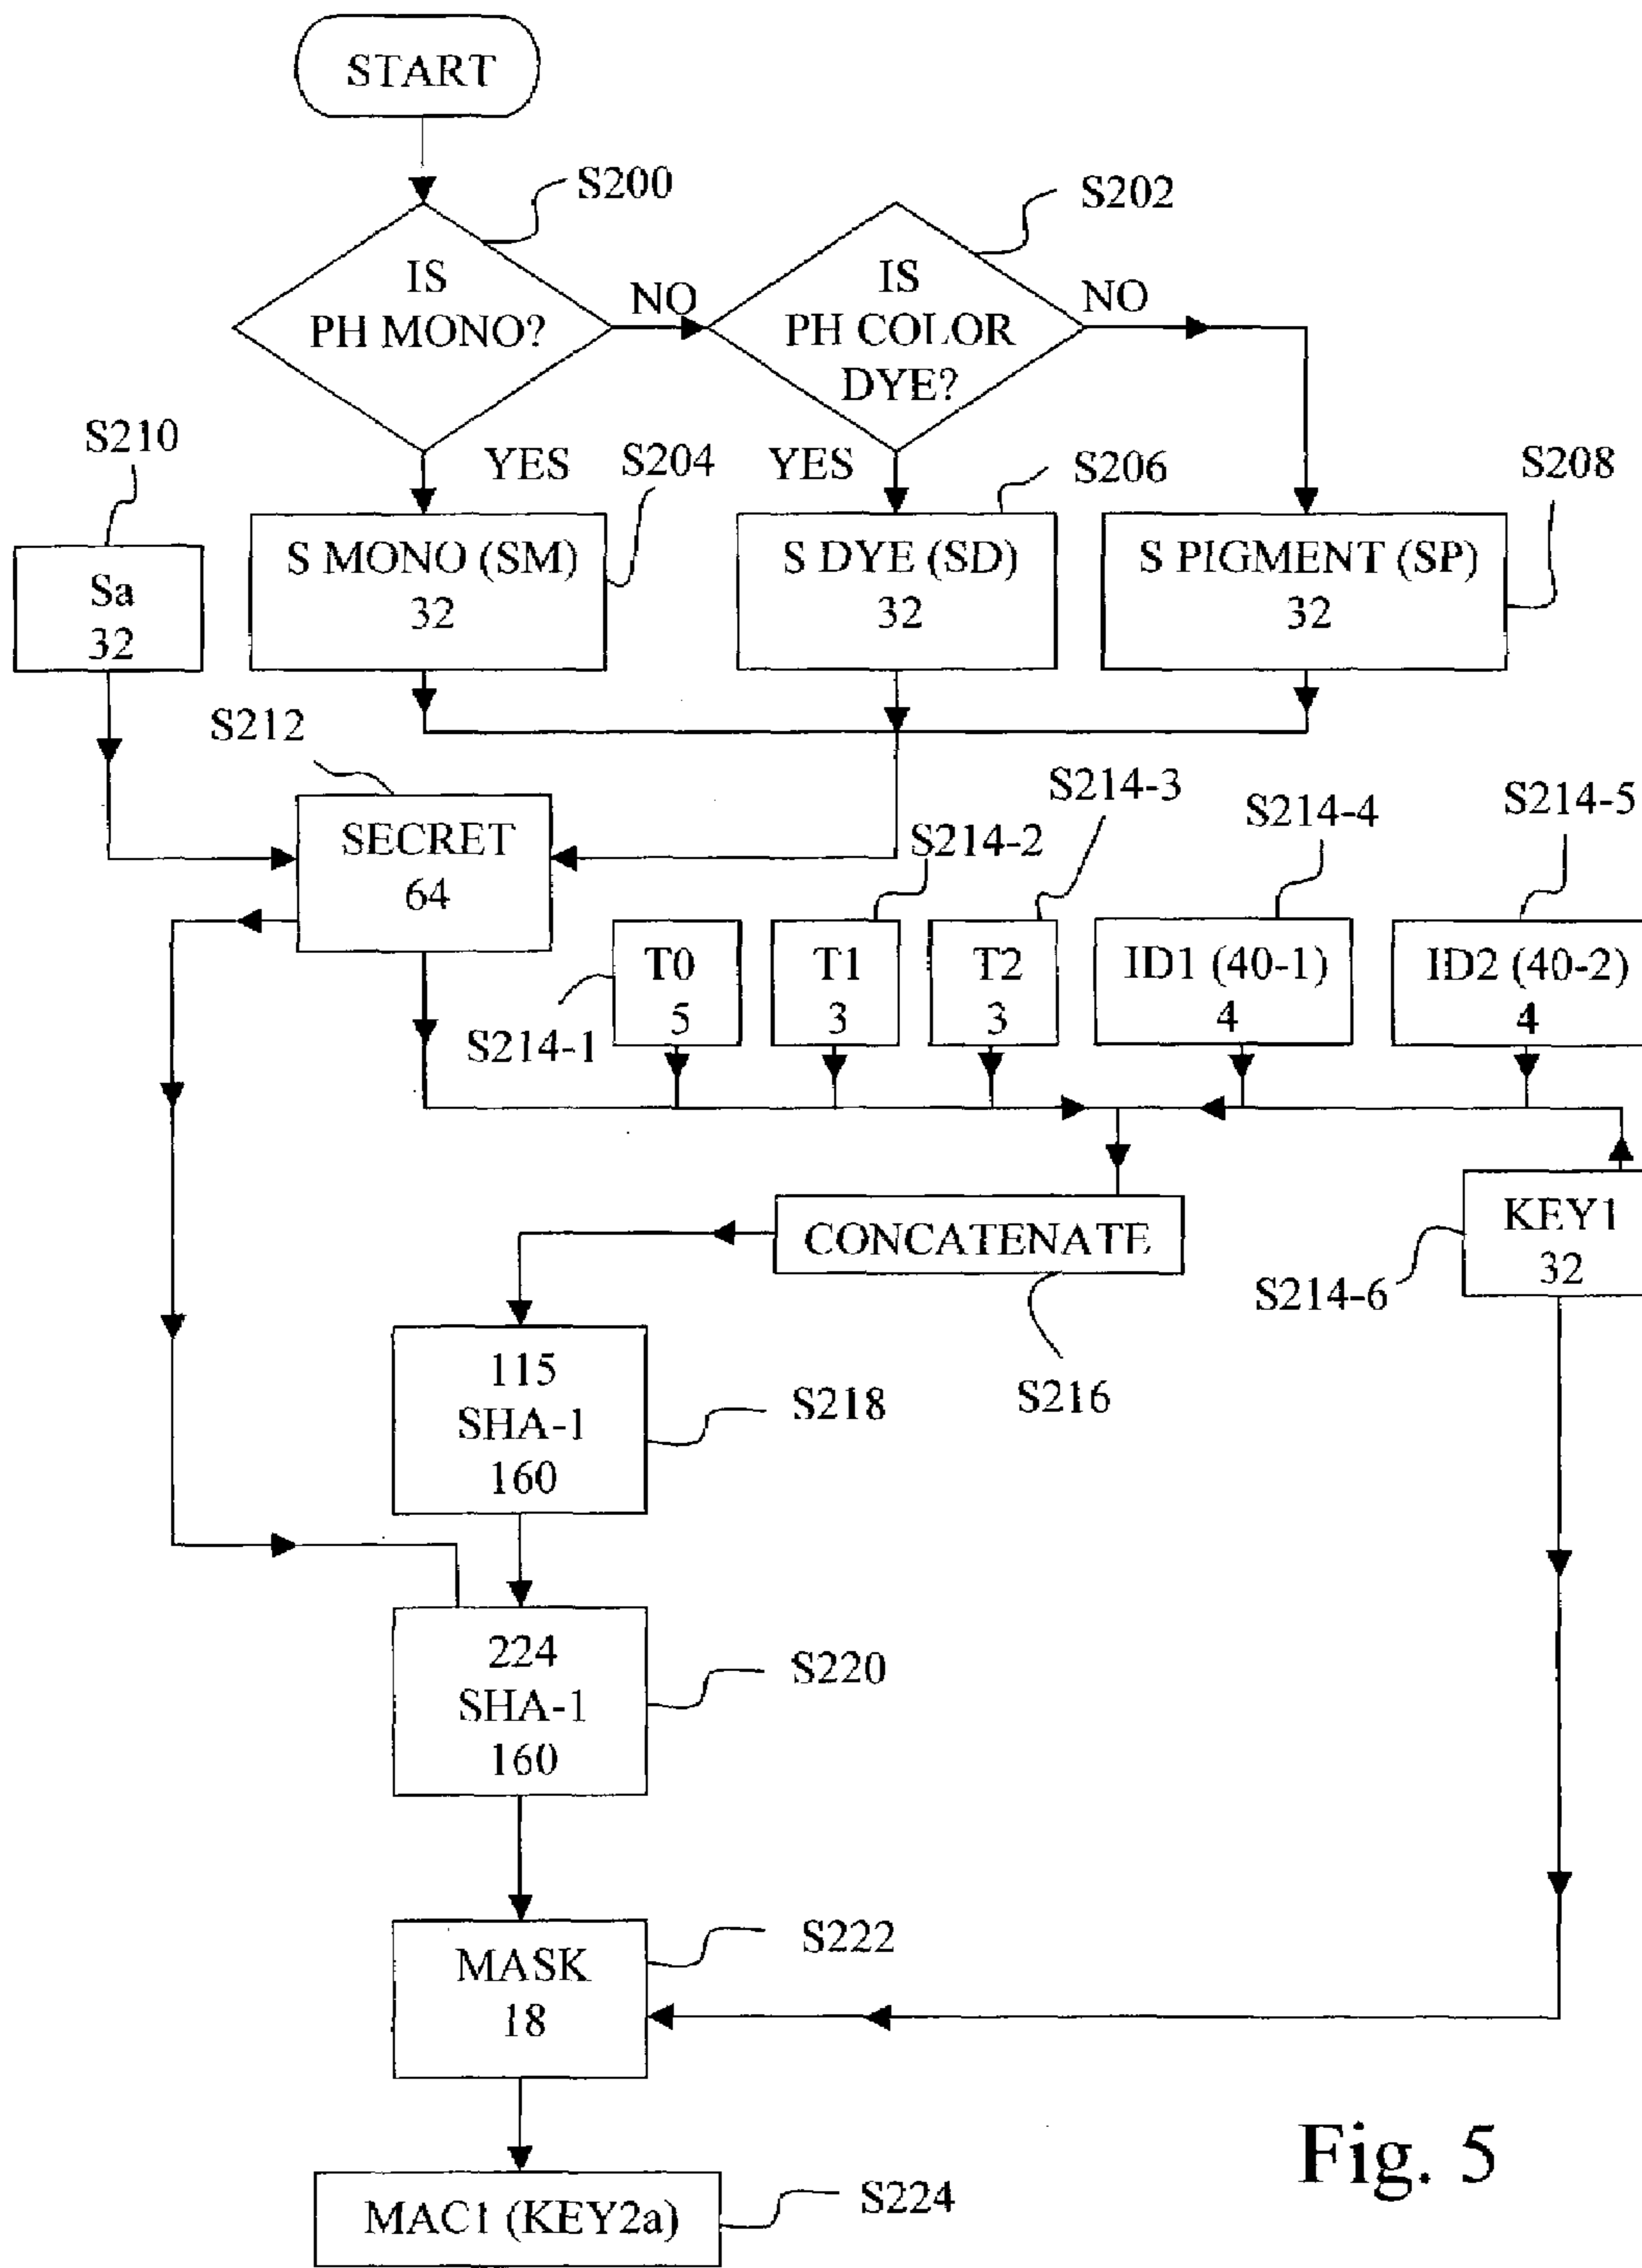 START
S200
S202
IS
PH MONO?
NO
IS
PH COLOR
DYE?
NO
S210
YES
S204
YES
S206
S208
Sa
32
S MONO (SM)
32
S DYE (SD)
32
S PIGMENT (SP)
32
S212
SECRET
64
S214-3
S214-2
S214-4
S214-5
S214-1
T0
5
T1
3
T2
3
ID1 (40-1)
4
ID2 (40-2)
4
CONCATENATE
KEY1
32
S214-6
S216
115
SHA-1
160
S218
224
SHA-1
160
S220
MASK
18
S222
MAC1 (KEY2a)
S224
Fig. 5